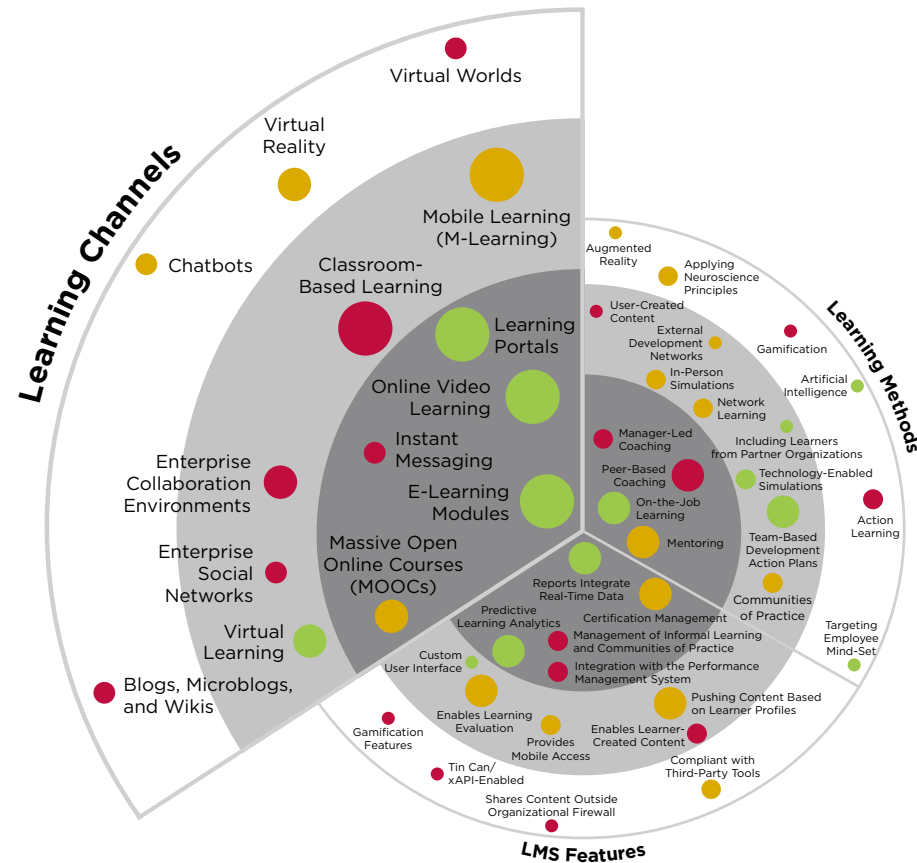 Learning Channels
Virtual Worlds
Virtual
Reality
Chatbots
Mobile Learning
(M-Learning)
Classroom-
Based Learning
Learning
Portals
Online Video
Learning
Instant
Messaging
E-Learning
Modules
Enterprise
Collaboration
Environments
Massive Open
Online Courses
(MOOCs)
Enterprise
Social
Networks
Virtual
Learning
Blogs, Microblogs,
and Wikis
Learning Methods
Augmented
Reality
Applying
Neuroscience
Principles
User-Created
Content
External
Development
Networks
Gamification
In-Person
Simulations
Artificial
Intelligence
Network
Learning
Manager-Led
Coaching
Including Learners
from Partner Organizations
Peer-Based
Coaching
Technology-Enabled
Simulations
On-the-Job
Learning
Action
Learning
Mentoring
Team-Based
Development
Action Plans
Communities
of Practice
Targeting
Employee
Mind-Set
Reports Integrate
Real-Time Data
Certification Management
Predictive
Learning Analytics
Management of Informal Learning
and Communities of Practice
Custom
User Interface
Integration with the Performance
Management System
Enables Learning
Evaluation
Pushing Content Based
on Learner Profiles
Provides
Mobile Access
Enables Learner-
Created Content
Gamification
Features
Tin Can/
xAPI-Enabled
Compliant with
Third-Party Tools
Shares Content Outside
Organizational Firewall
LMS Features